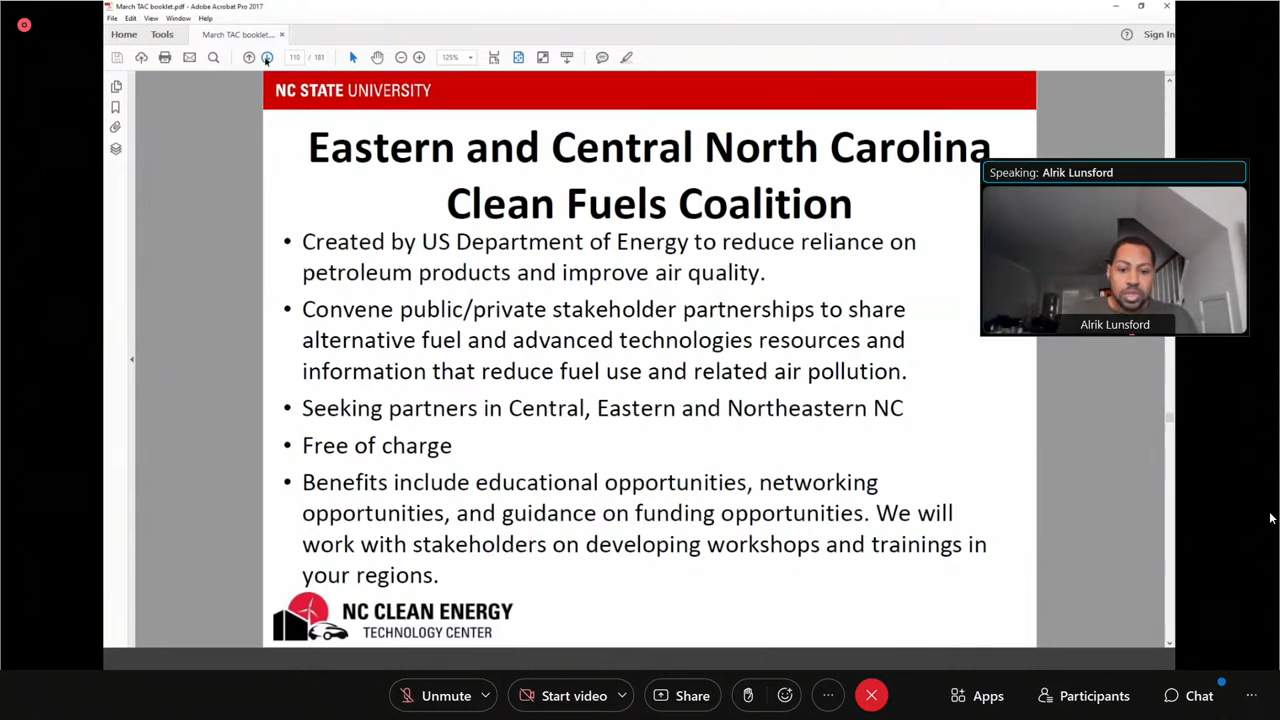 March TAC booklet.pdf - Adobe Acrobat Pro 2017
File Edit View Window Help
Home Tools March TAC booklet.... × Sign In
110 / 181 125%
NC STATE UNIVERSITY
Eastern and Central North Carolina
Clean Fuels Coalition
Speaking: Alrik Lunsford
Alrik Lunsford
• Created by US Department of Energy to reduce reliance on
petroleum products and improve air quality.
• Convene public/private stakeholder partnerships to share
alternative fuel and advanced technologies resources and
information that reduce fuel use and related air pollution.
• Seeking partners in Central, Eastern and Northeastern NC
• Free of charge
• Benefits include educational opportunities, networking
opportunities, and guidance on funding opportunities. We will
work with stakeholders on developing workshops and trainings in
your regions.
NC CLEAN ENERGY
TECHNOLOGY CENTER
Unmute Start video Share Apps Participants Chat